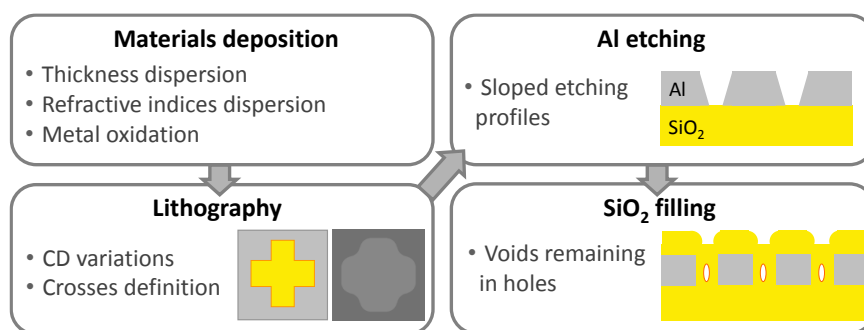 Materials deposition
• Thickness dispersion
• Refractive indices dispersion
• Metal oxidation
Lithography
• CD variations
• Crosses definition
Al etching
• Sloped etching
profiles
Al
SiO₂
SiO₂ filling
• Voids remaining
in holes